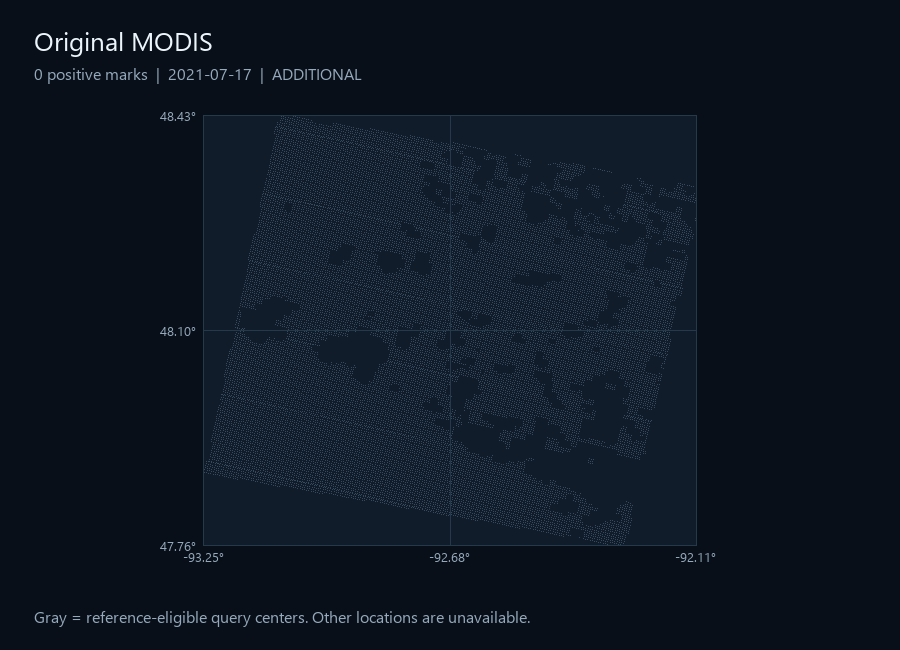 Original MODIS
0 positive marks | 2021-07-17 | ADDITIONAL
48.43°
48.10°
47.76°
-93.25°
-92.68°
-92.11°
Gray = reference-eligible query centers. Other locations are unavailable.